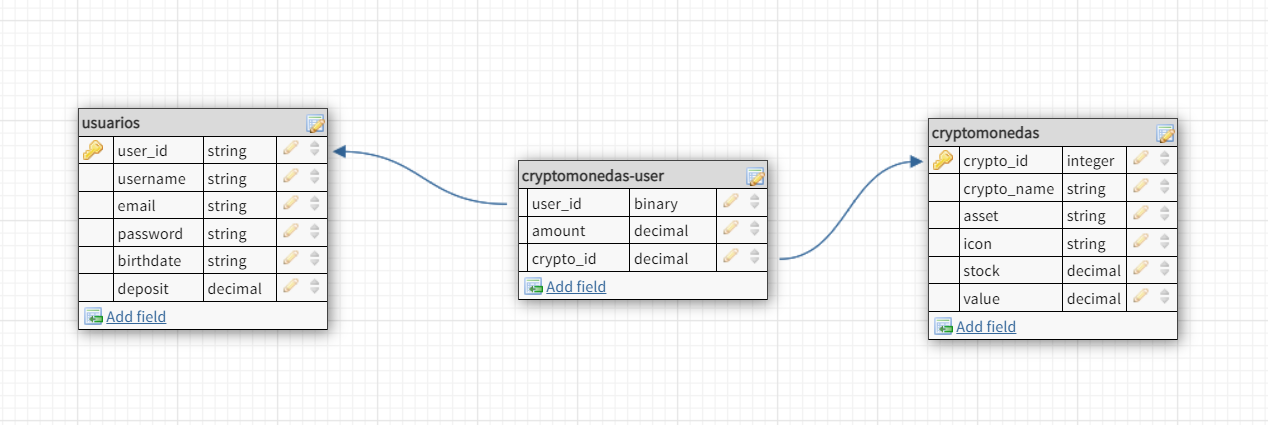 usuarios
user_id string
username string
email string
password string
birthdate string
deposit decimal
Add field
cryptomonedas-user
user_id binary
amount decimal
crypto_id decimal
Add field
cryptomonedas
crypto_id integer
crypto_name string
asset string
icon string
stock decimal
value decimal
Add field